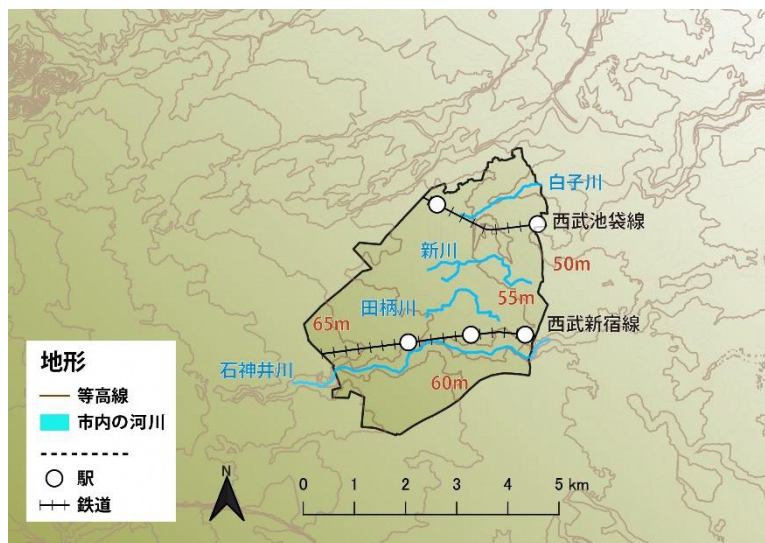 白子川
西武池袋線
新川
50m
55m
田柄川
65m
西武新宿線
石神井川
60m
地形
等高線
市内の河川
駅
鉄道
N
0 1 2 3 4 5 km